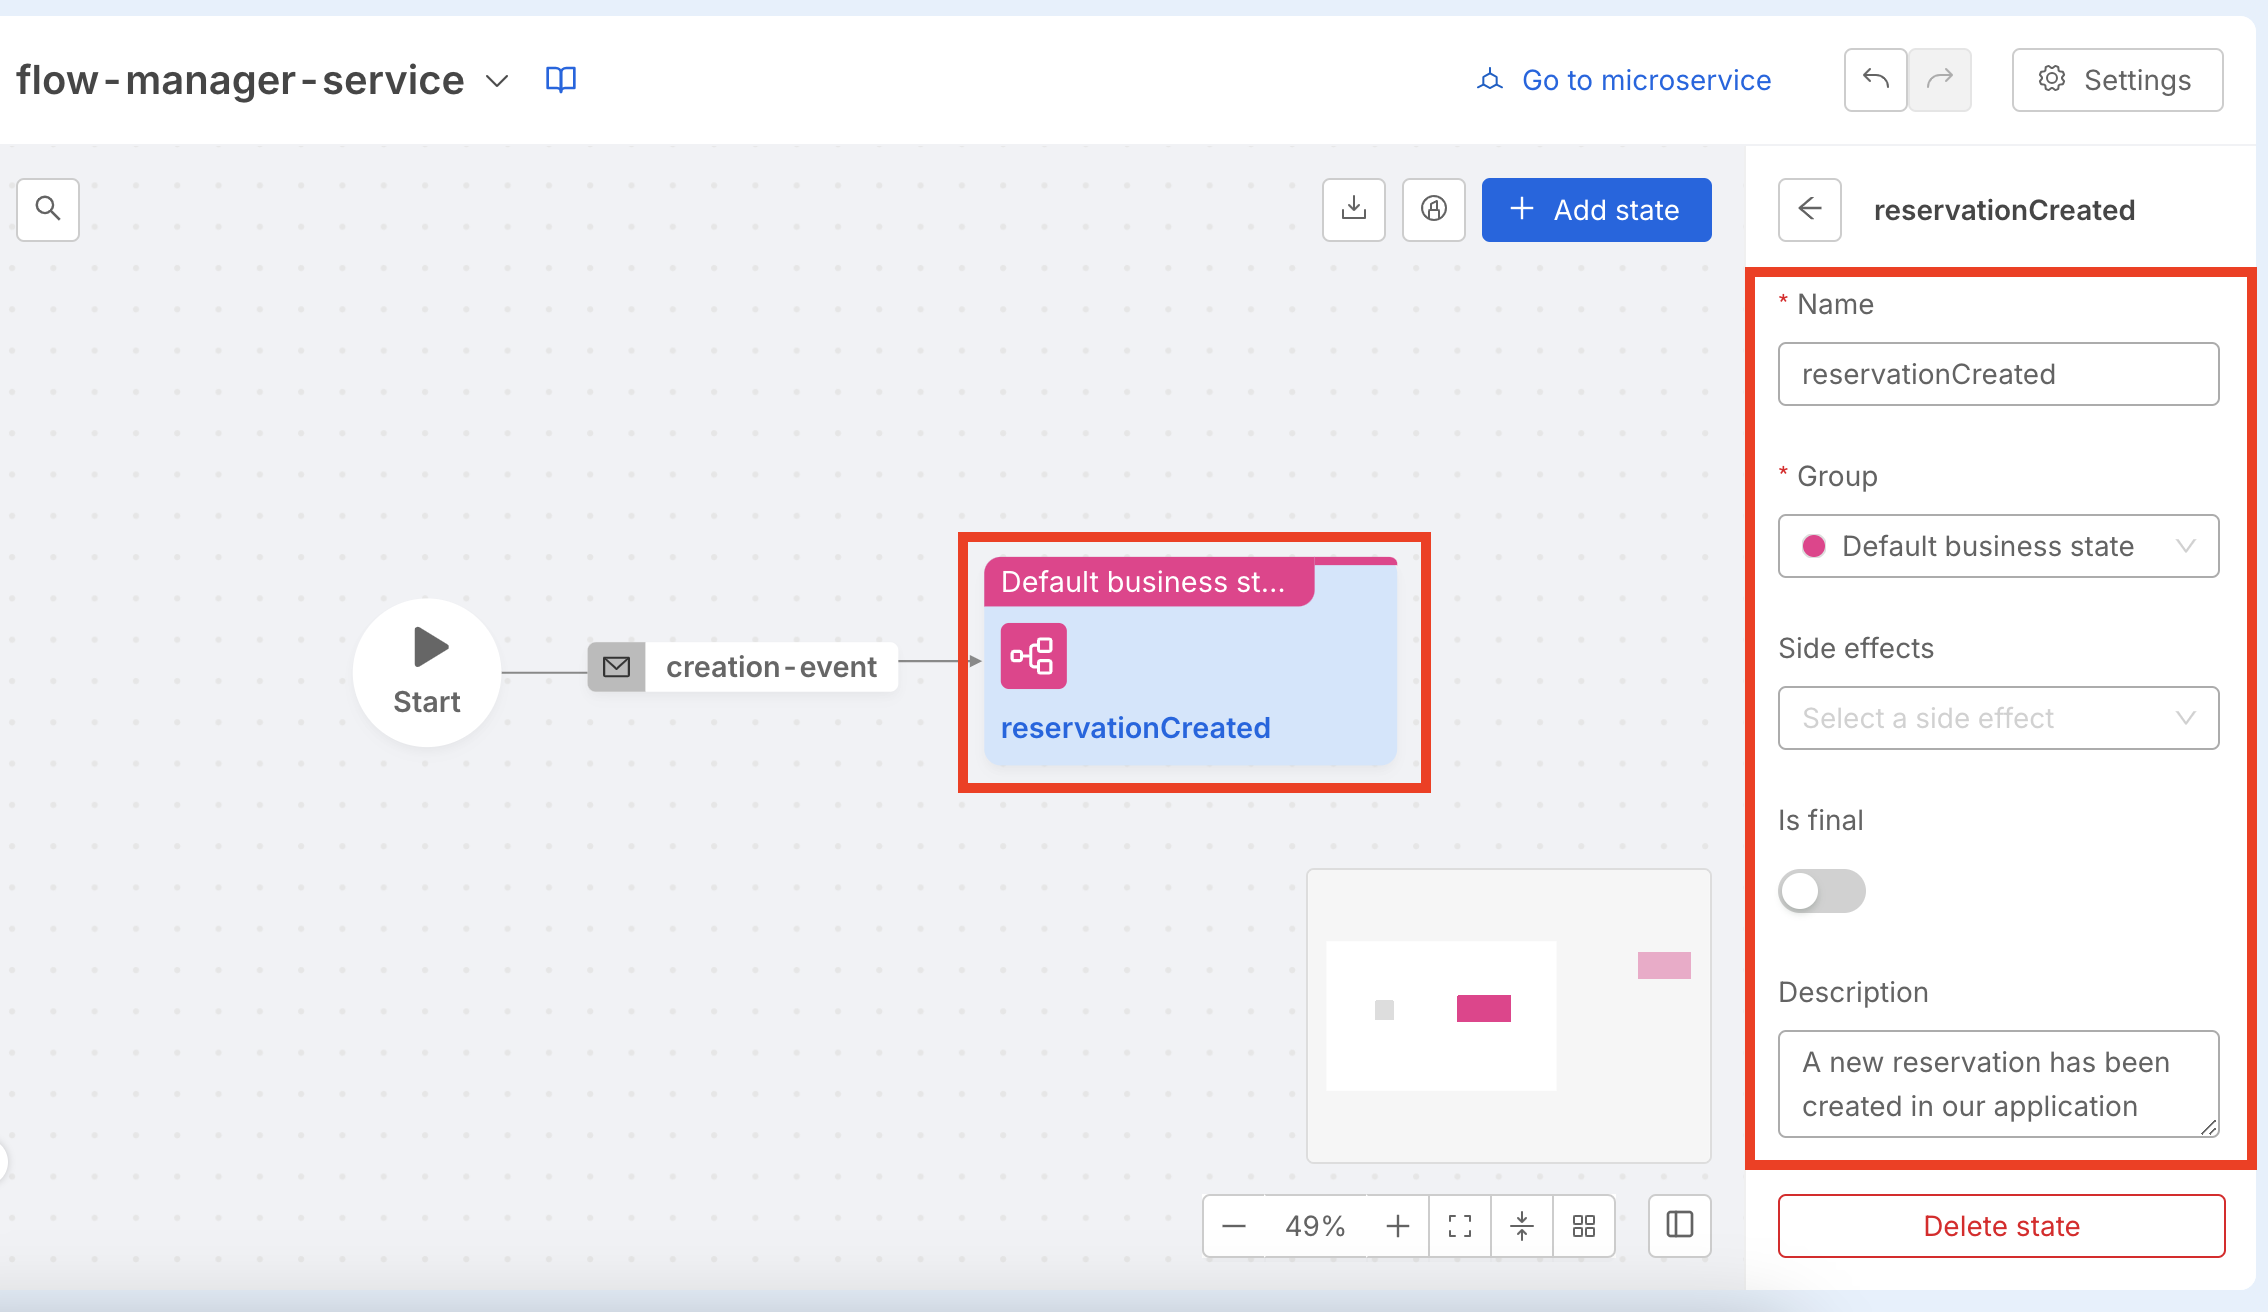 flow-manager-service
Go to microservice
Settings
Add state
reservationCreated
* Name
reservationCreated
* Group
Default business state
Side effects
Select a side effect
Is final
Description
A new reservation has been
created in our application
Delete state
Start
creation-event
Default business st...
reservationCreated
49%